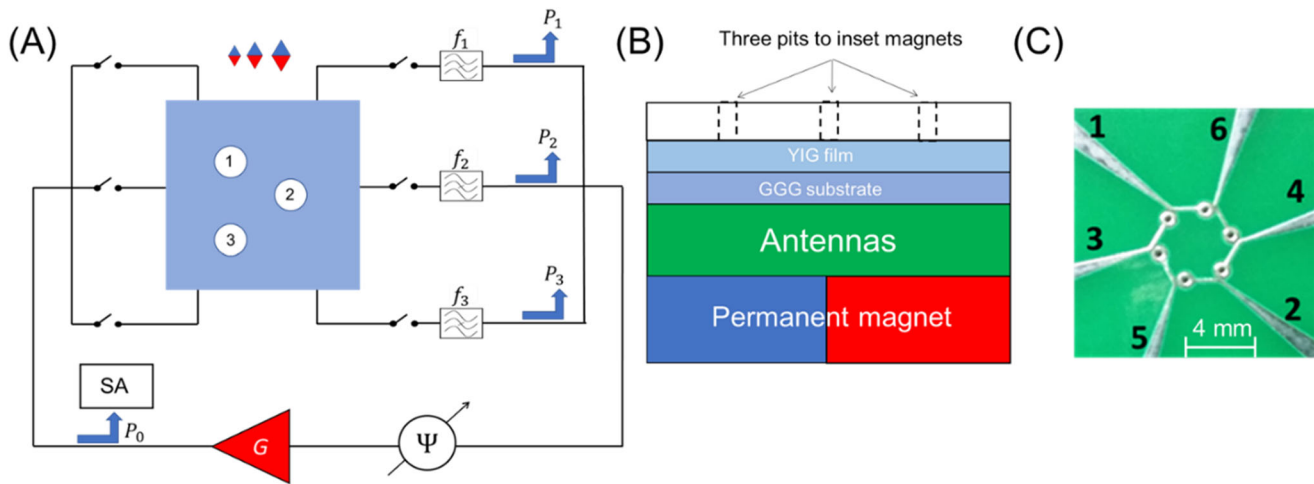 (A)
f₁
P₁
1
2
3
f₂
P₂
f₃
P₃
SA
P₀
G
Ψ
(B)
Three pits to inset magnets
YIG film
GGG substrate
Antennas
Permanent magnet
(C)
1
6
4
3
2
5
4 mm